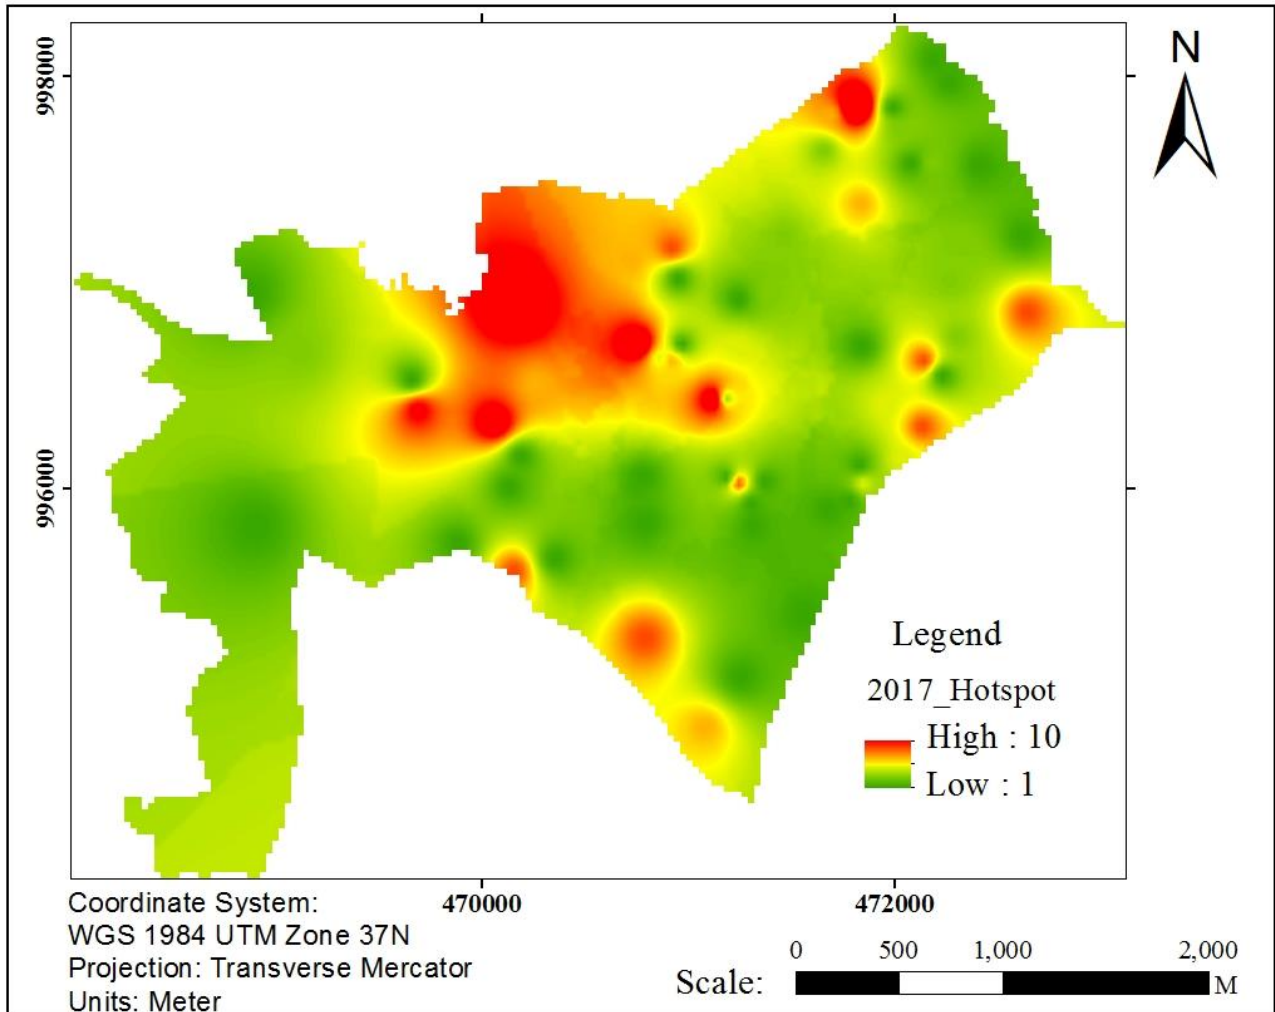 N
998000
996000
Legend
2017_Hotspot
High : 10
Low : 1
470000
472000
Coordinate System:
WGS 1984 UTM Zone 37N
Projection: Transverse Mercator
Units: Meter
0 500 1,000 2,000
Scale: M